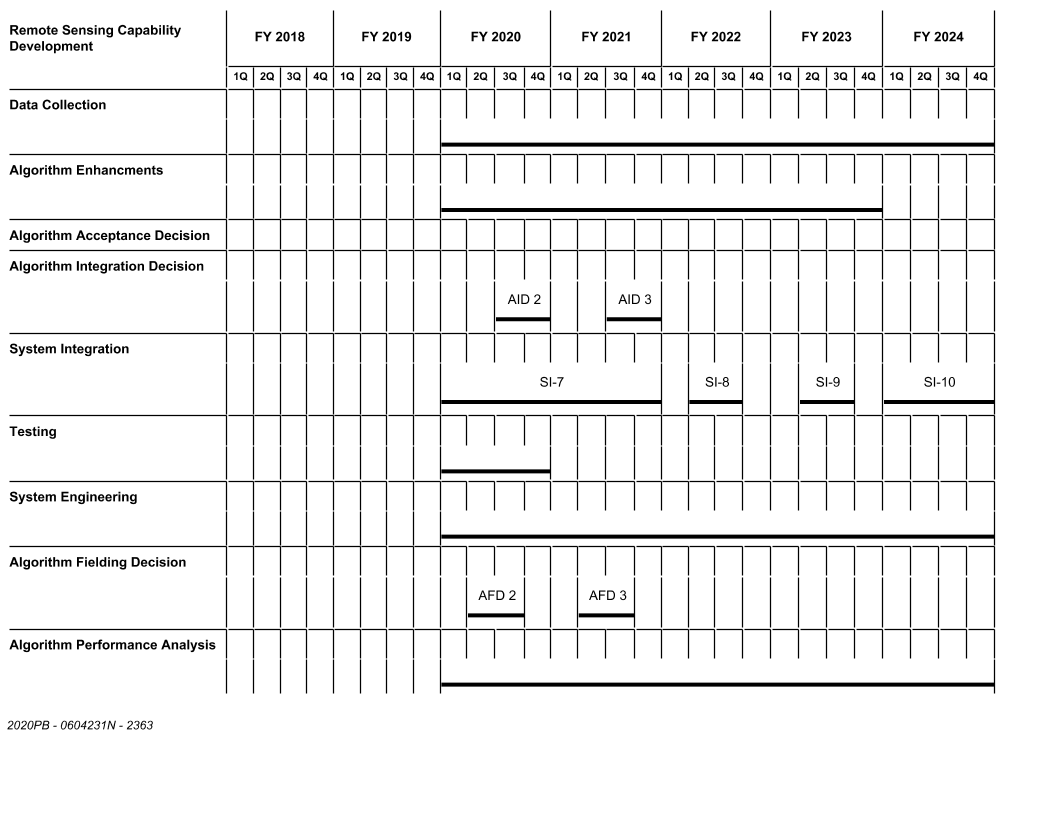 Remote Sensing Capability
Development
FY 2018 FY 2019 FY 2020 FY 2021 FY 2022 FY 2023 FY 2024
1Q 2Q 3Q 4Q 1Q 2Q 3Q 4Q 1Q 2Q 3Q 4Q 1Q 2Q 3Q 4Q 1Q 2Q 3Q 4Q 1Q 2Q 3Q 4Q 1Q 2Q 3Q 4Q
Data Collection
Algorithm Enhancments
Algorithm Acceptance Decision
Algorithm Integration Decision
AID 2 AID 3
System Integration
SI-7 SI-8 SI-9 SI-10
Testing
System Engineering
Algorithm Fielding Decision
AFD 2 AFD 3
Algorithm Performance Analysis
2020PB - 0604231N - 2363